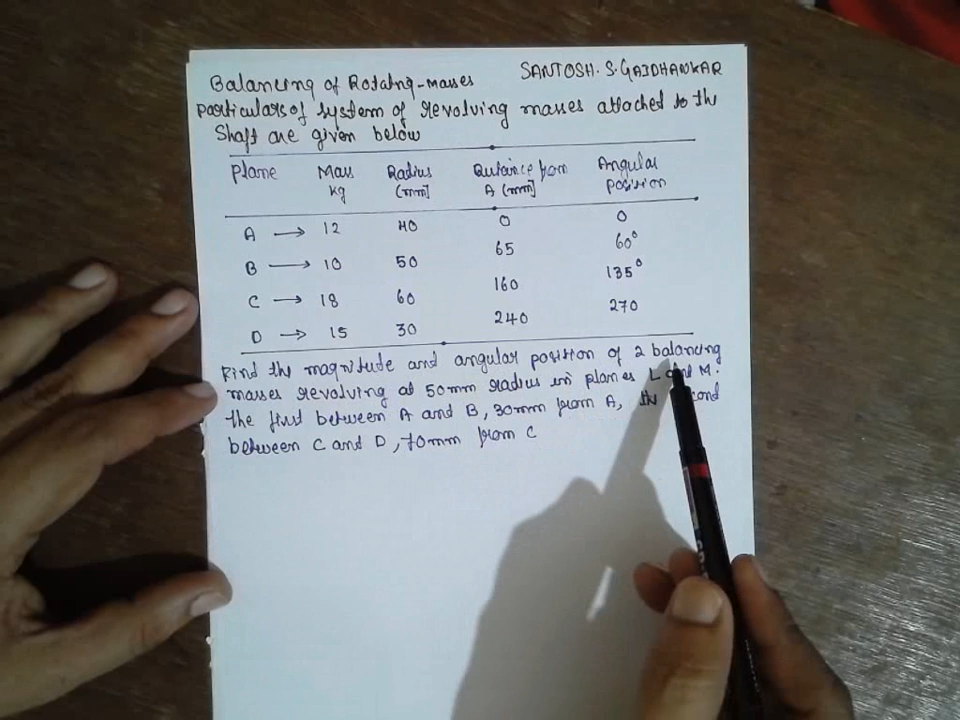 Balancing of Rotatng-masses SANTOSH.S.GAJDHANKAR
particulars of system of revolving masses attached to the
Shaft are given below
plane Mass kg Radius (mm) from A (mm) Angular position
A → 12 40 0 0
B → 10 50 65 60°
C → 18 60 160 135°
D → 15 30 240 270
Find the magnitude and angular position of 2 balancing
masses revolving at 50mm radius in planes L and M.
the first between A and B, 30mm from A, the
between C and D, 70mm from C